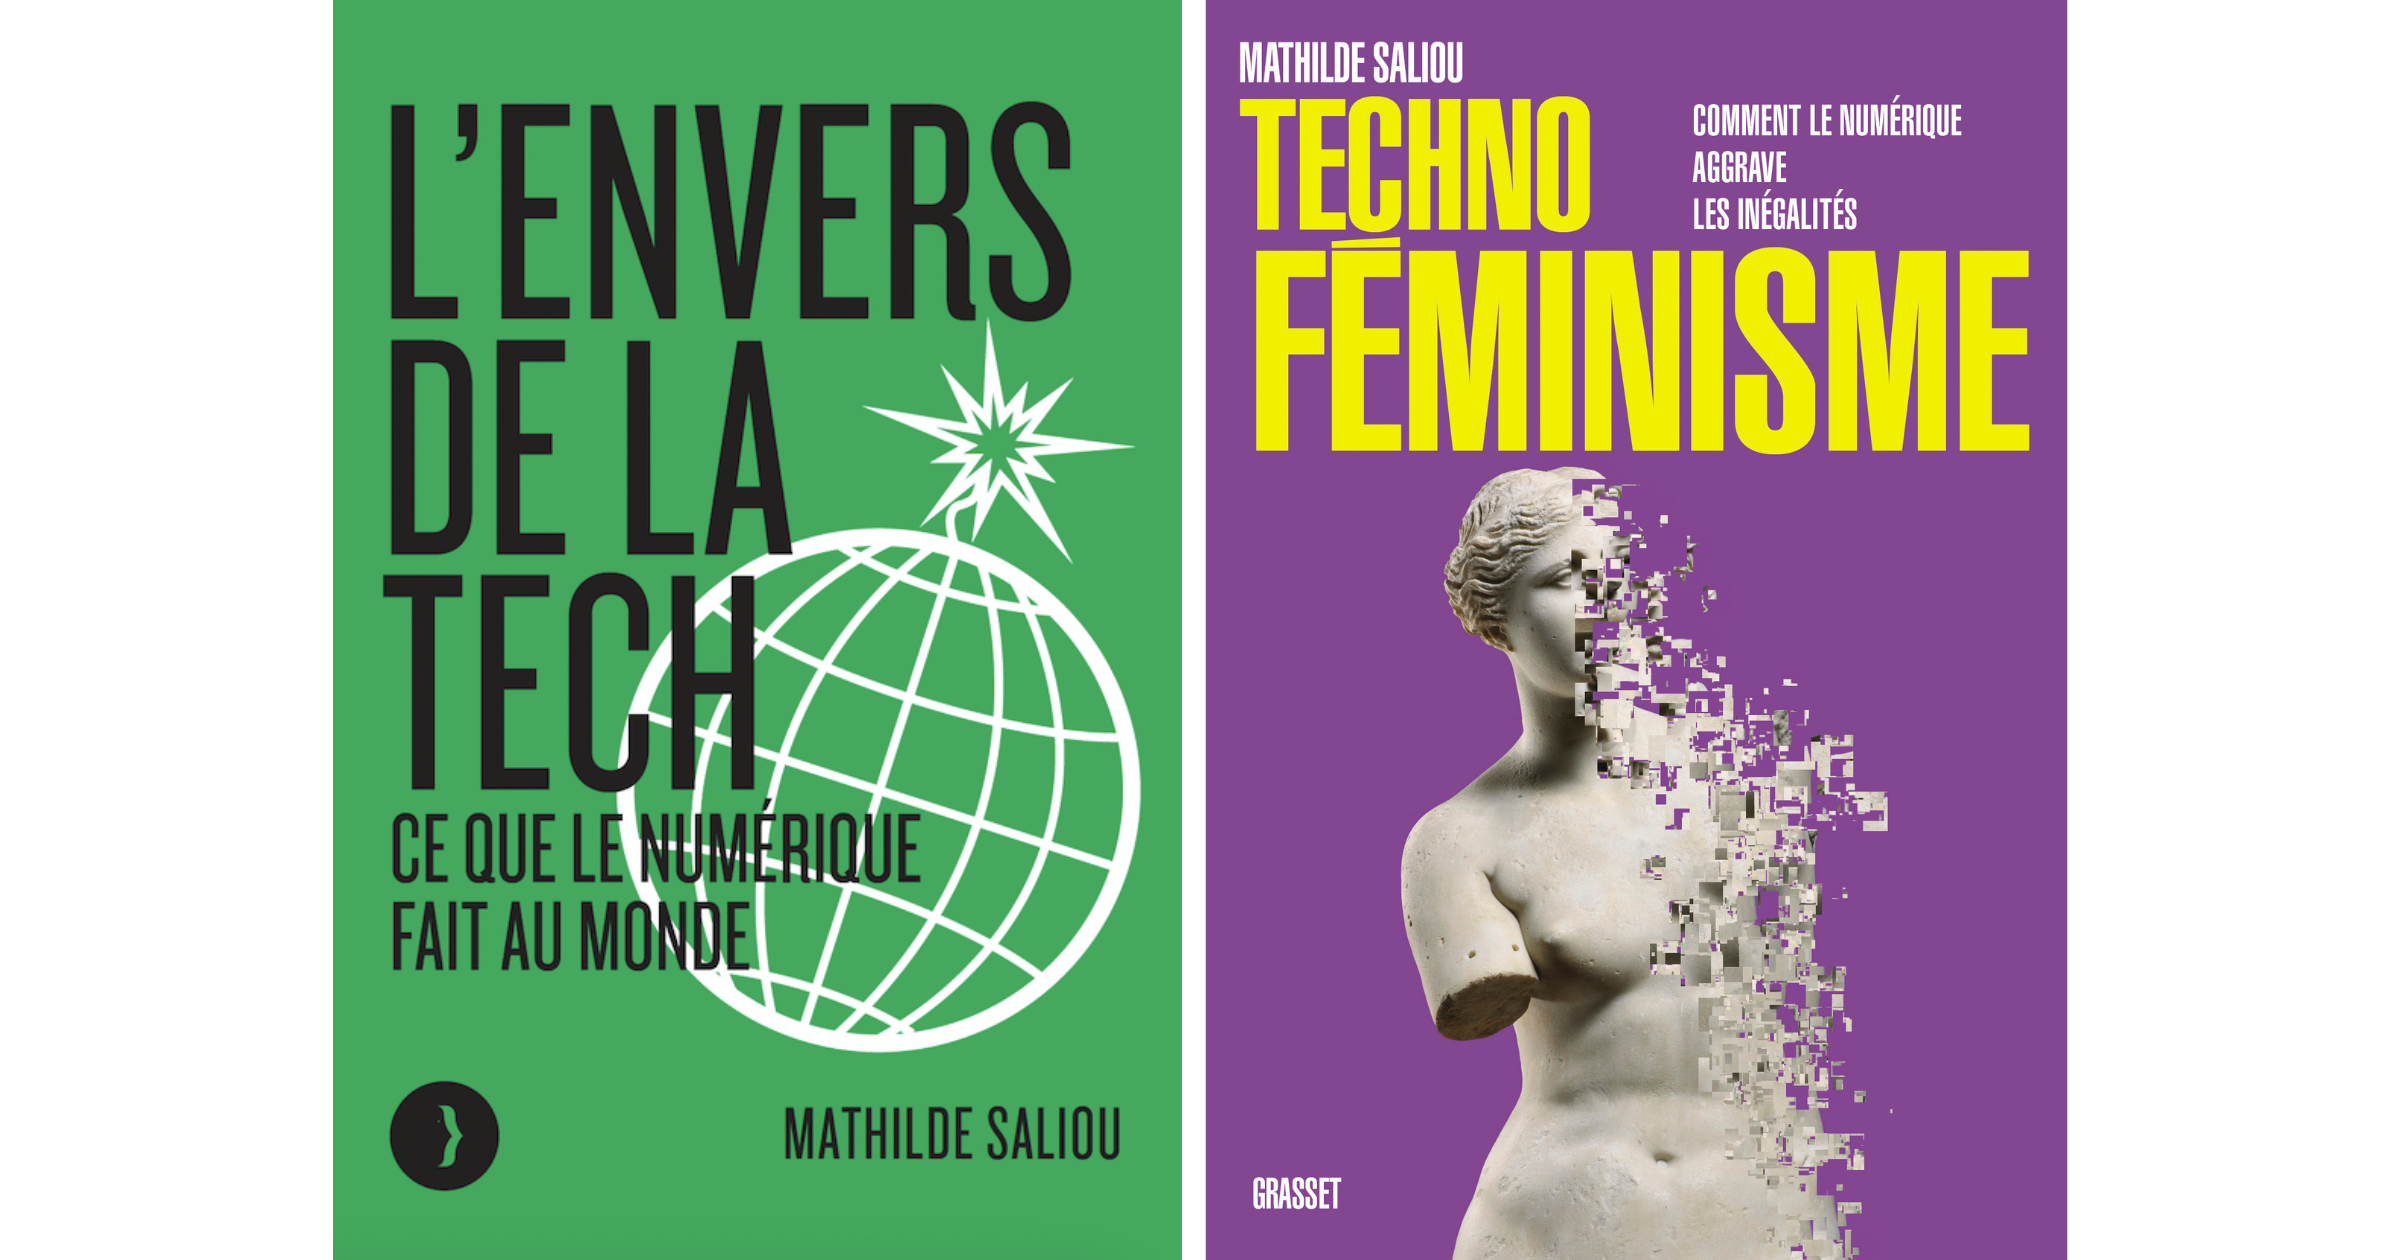 L'ENVERS
DE LA
TECH
CE QUE LE NUMÉRIQUE
FAIT AU MONDE
MATHILDE SALIOU
MATHILDE SALIOU
TECHNO
FÉMINISME
COMMENT LE NUMÉRIQUE
AGGRAVE
LES INÉGALITÉS
GRASSET